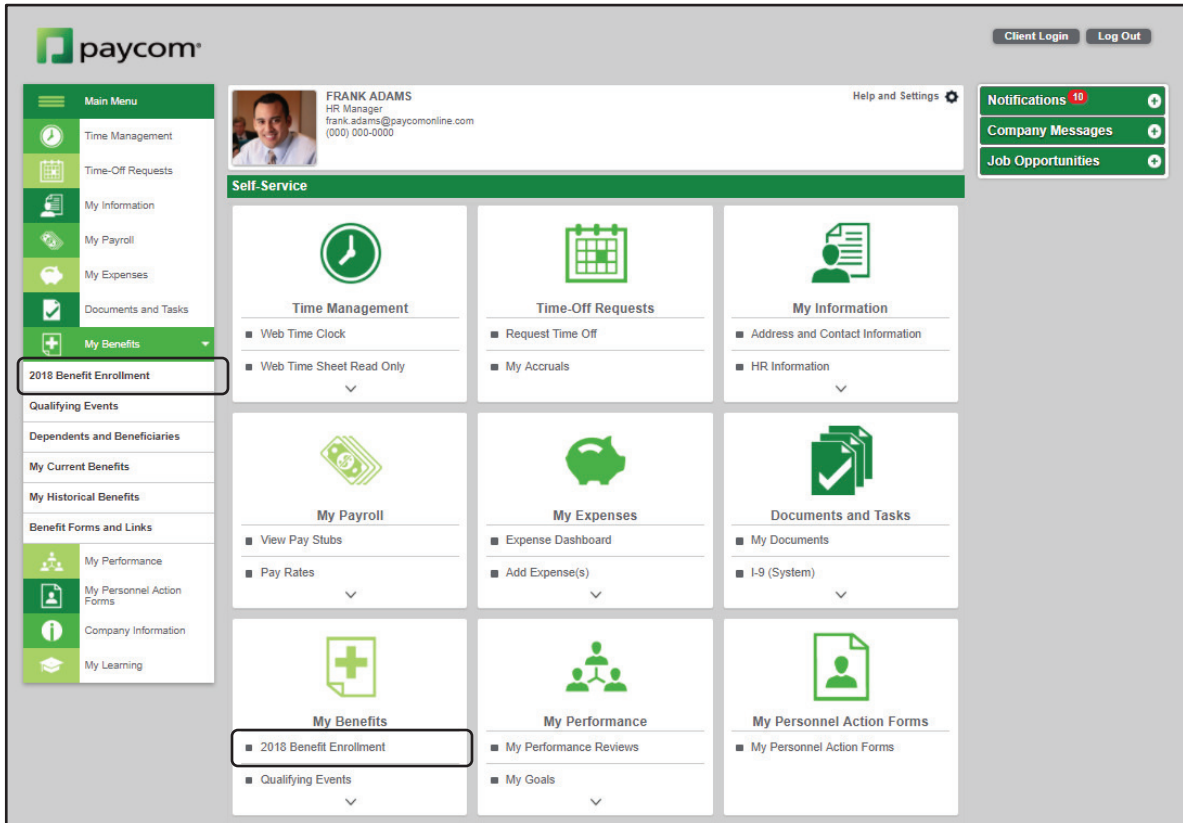 paycom
Client Login
Log Out
Main Menu
Time Management
Time-Off Requests
My Information
My Payroll
My Expenses
Documents and Tasks
My Benefits
2018 Benefit Enrollment
Qualifying Events
Dependents and Beneficiaries
My Current Benefits
My Historical Benefits
Benefit Forms and Links
My Performance
My Personnel Action
Forms
Company Information
My Learning
FRANK ADAMS
HR Manager
frank.adams@paycomonline.com
(000) 000-0000
Help and Settings
Self-Service
Time Management
Web Time Clock
Web Time Sheet Read Only
Time-Off Requests
Request Time Off
My Accruals
My Information
Address and Contact Information
HR Information
My Payroll
View Pay Stubs
Pay Rates
My Expenses
Expense Dashboard
Add Expense(s)
Documents and Tasks
My Documents
I-9 (System)
My Benefits
2018 Benefit Enrollment
Qualifying Events
My Performance
My Performance Reviews
My Goals
My Personnel Action Forms
My Personnel Action Forms
Notifications 10
Company Messages
Job Opportunities